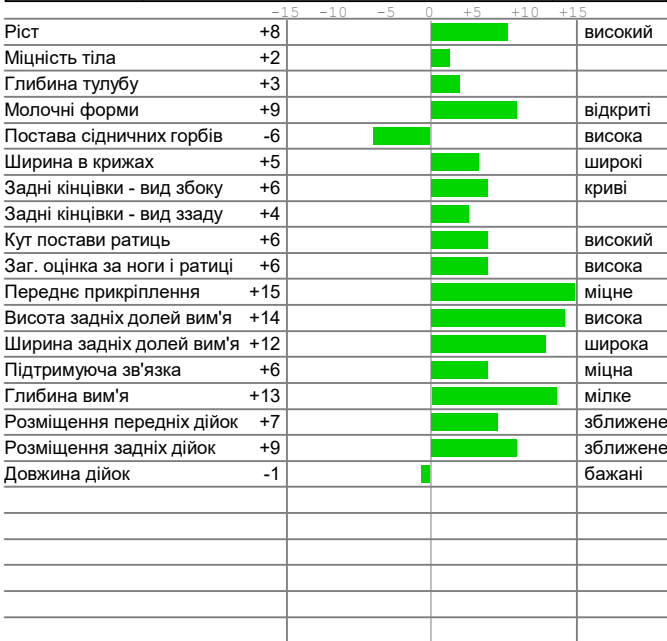 -15 -10 -5 0 +5 +10 +15
Ріст +8 високий
Міцність тіла +2
Глибина тулубу +3
Молочні форми +9 відкриті
Постава сідничних горбів -6 висока
Ширина в крижах +5 широкі
Задні кінцівки - вид збоку +6 криві
Задні кінцівки - вид ззаду +4
Кут постави ратиць +6 високий
Заг. оцінка за ноги і ратиці +6 висока
Переднє прикріплення +15 міцне
Висота задніх долей вим'я +14 висока
Ширина задніх долей вим'я +12 широка
Підтримуюча зв'язка +6 міцна
Глибина вим'я +13 мілке
Розміщення передніх дійок +7 зближене
Розміщення задніх дійок +9 зближене
Довжина дійок -1 бажані